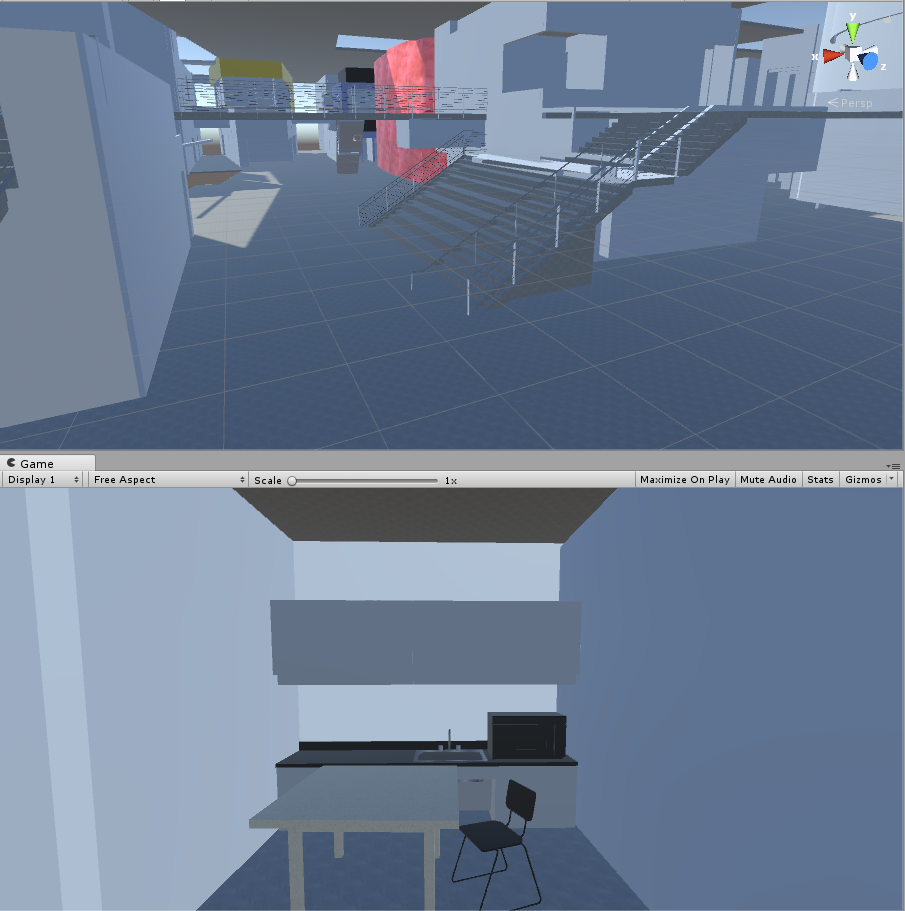 y
x
z
Persp
Game
Display 1 Free Aspect Scale 1x Maximize On Play Mute Audio Stats Gizmos